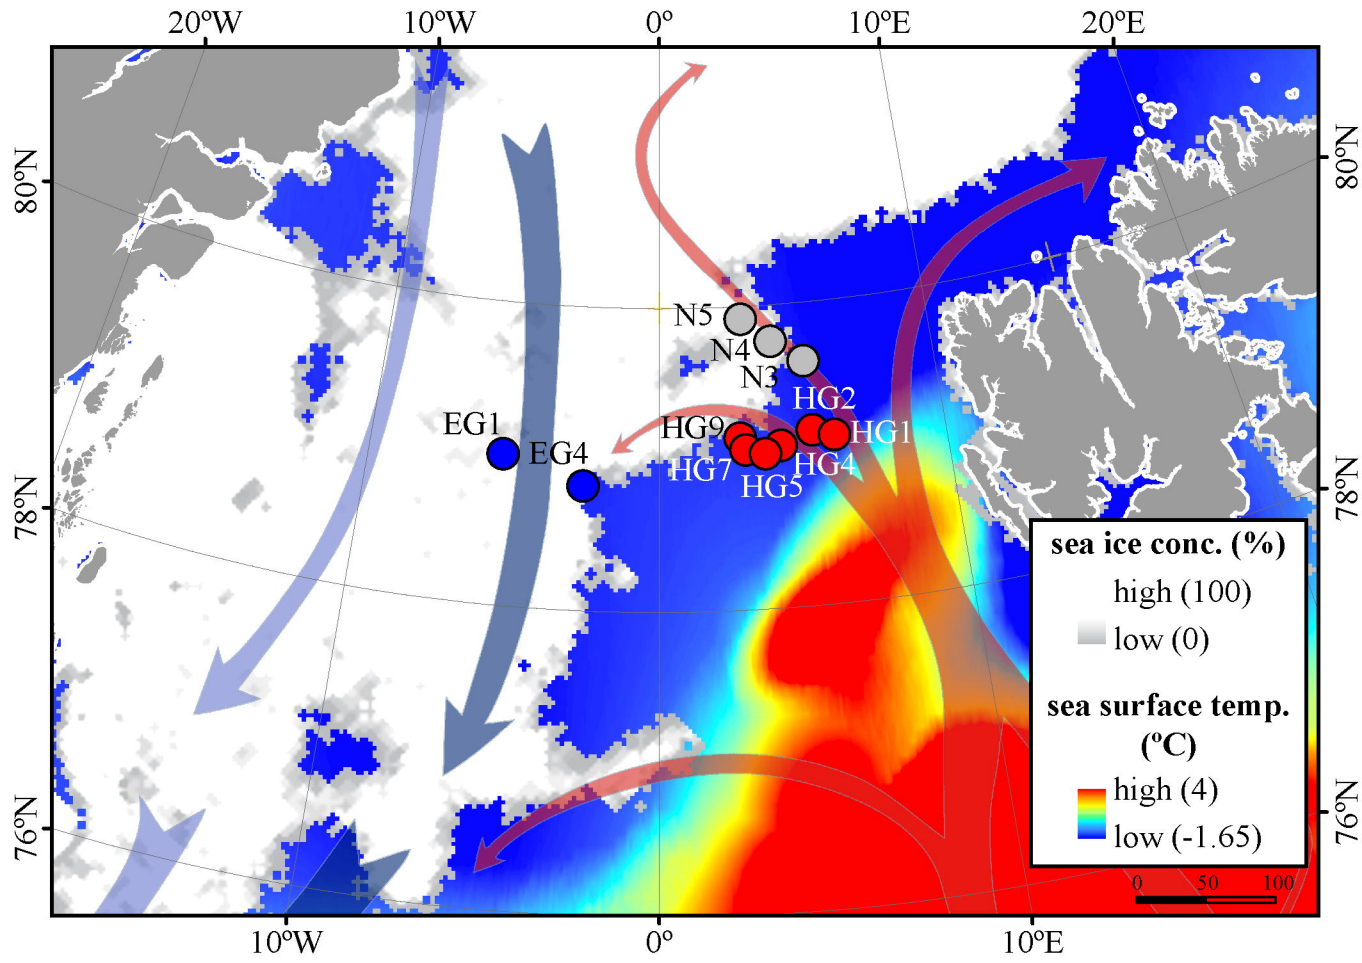 20ºW
10ºW
0º
10ºE
20ºE
80ºN
80ºN
N5
N4
N3
HG2
EG1
HG9
HG1
EG4
HG7
HG4
HG5
78ºN
78ºN
sea ice conc. (%)
high (100)
low (0)
sea surface temp.
(ºC)
high (4)
low (-1.65)
76ºN
76ºN
0 50 100
10ºW
0º
10ºE